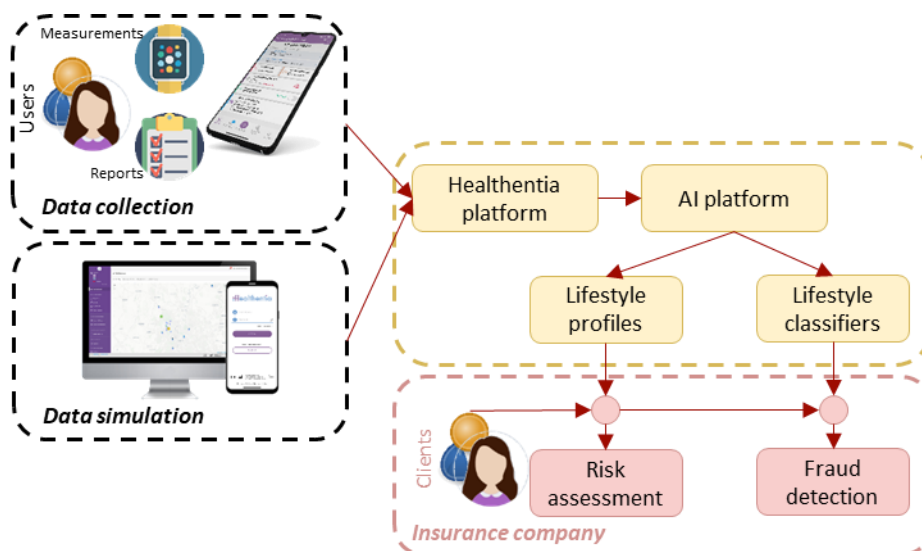 Measurements
Users
Reports
Data collection
Healthentia
platform
AI platform
Lifestyle
profiles
Lifestyle
classifiers
Healthentia
Data simulation
Clients
Risk
assessment
Fraud
detection
Insurance company